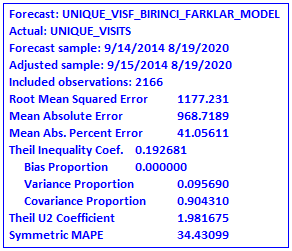 Forecast: UNIQUE_VISF_BIRINCI_FARKLAR_MODEL
Actual: UNIQUE_VISITS
Forecast sample: 9/14/2014 8/19/2020
Adjusted sample: 9/15/2014 8/19/2020
Included observations: 2166
Root Mean Squared Error 1177.231
Mean Absolute Error 968.7189
Mean Abs. Percent Error 41.05611
Theil Inequality Coef. 0.192681
Bias Proportion 0.000000
Variance Proportion 0.095690
Covariance Proportion 0.904310
Theil U2 Coefficient 1.981675
Symmetric MAPE 34.43099